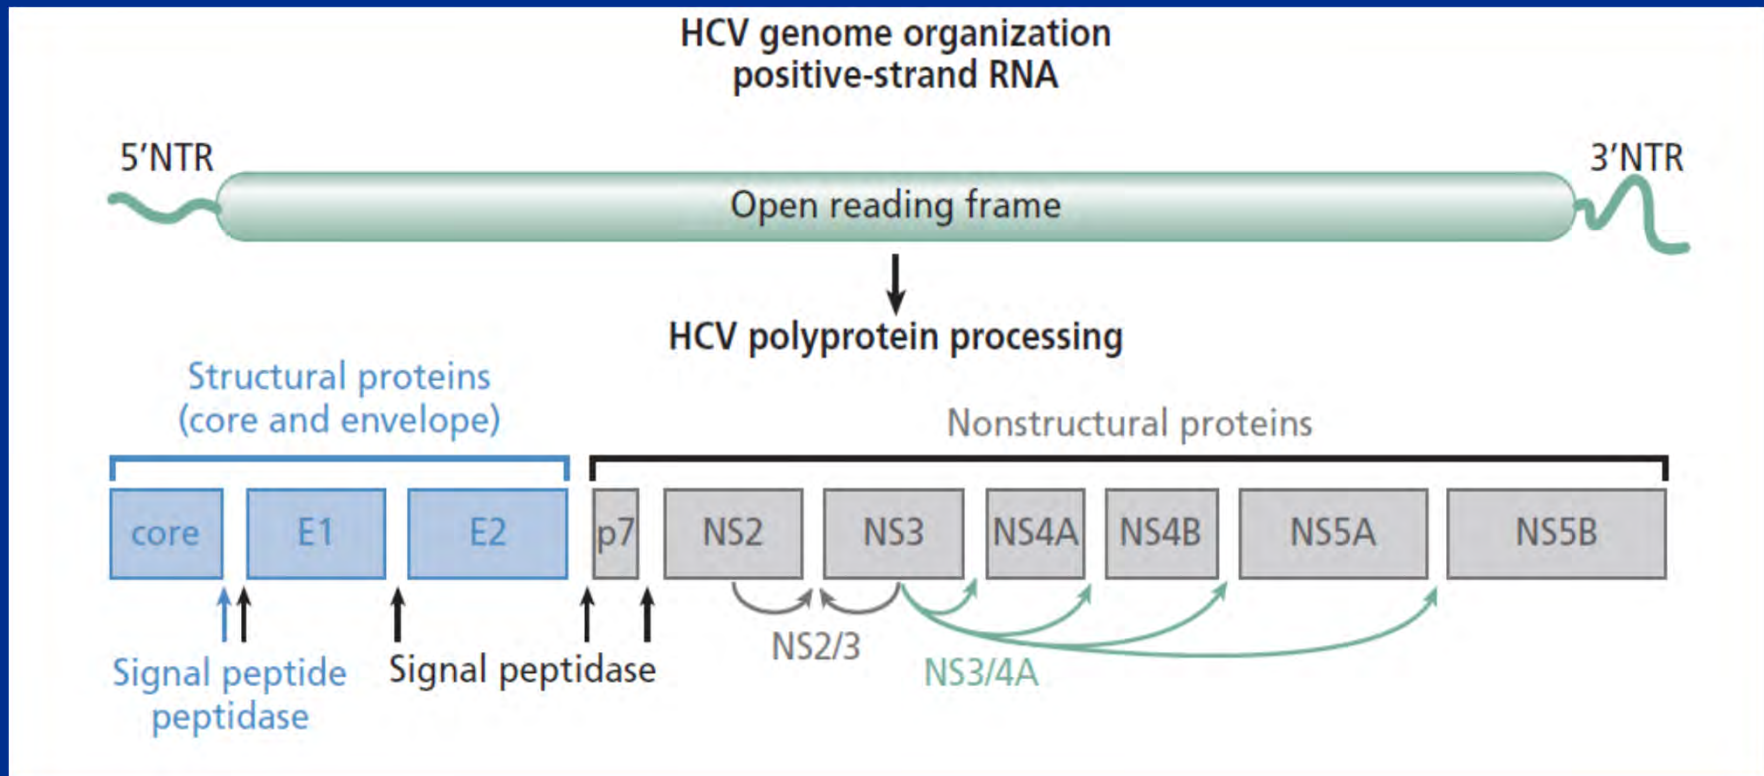 HCV genome organization
positive-strand RNA
5’NTR
3’NTR
Open reading frame
HCV polyprotein processing
Structural proteins
(core and envelope)
Nonstructural proteins
core
E1
E2
p7
NS2
NS3
NS4A
NS4B
NS5A
NS5B
Signal peptide
peptidase
Signal peptidase
NS2/3
NS3/4A